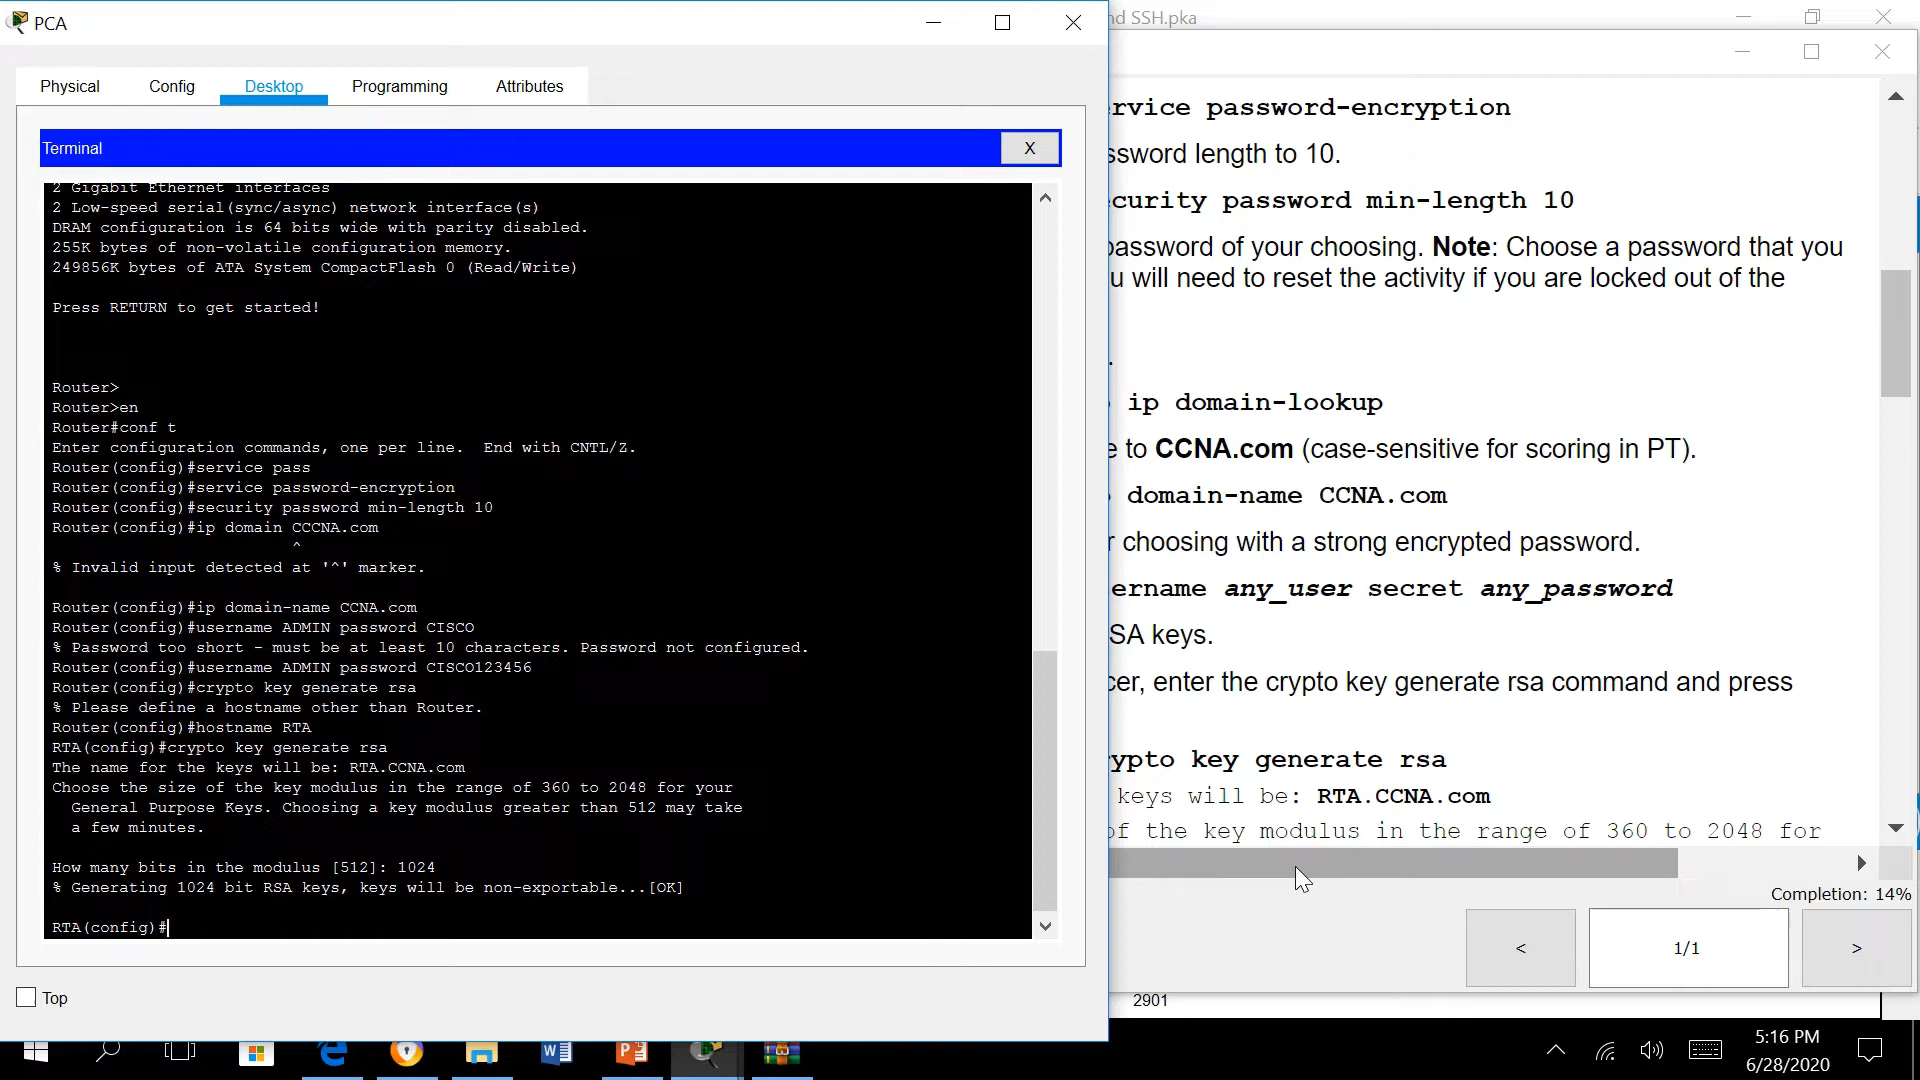 PCA
nd SSH.pka
Physical
Config
Desktop
Programming
Attributes
Terminal
X
2 Gigabit Ethernet interfaces
2 Low-speed serial(sync/async) network interface(s)
DRAM configuration is 64 bits wide with parity disabled.
255K bytes of non-volatile configuration memory.
249856K bytes of ATA System CompactFlash 0 (Read/Write)
Press RETURN to get started!
Router>
Router>en
Router#conf t
Enter configuration commands, one per line.  End with CNTL/Z.
Router(config)#service pass
Router(config)#service password-encryption
Router(config)#security password min-length 10
Router(config)#ip domain CCCNA.com
^
% Invalid input detected at '^' marker.
Router(config)#ip domain-name CCNA.com
Router(config)#username ADMIN password CISCO
% Password too short - must be at least 10 characters. Password not configured.
Router(config)#username ADMIN password CISCO123456
Router(config)#crypto key generate rsa
% Please define a hostname other than Router.
Router(config)#hostname RTA
RTA(config)#crypto key generate rsa
The name for the keys will be: RTA.CCNA.com
Choose the size of the key modulus in the range of 360 to 2048 for your
General Purpose Keys. Choosing a key modulus greater than 512 may take
a few minutes.
How many bits in the modulus [512]: 1024
% Generating 1024 bit RSA keys, keys will be non-exportable...[OK]
RTA(config)#
Top
rvice password-encryption
ssword length to 10.
curity password min-length 10
password of your choosing. Note: Choose a password that you
u will need to reset the activity if you are locked out of the
.
ip domain-lookup
e to CCNA.com (case-sensitive for scoring in PT).
domain-name CCNA.com
r choosing with a strong encrypted password.
ername any_user secret any_password
SA keys.
cer, enter the crypto key generate rsa command and press
ypto key generate rsa
keys will be: RTA.CCNA.com
of the key modulus in the range of 360 to 2048 for
Completion: 14%
<
1/1
>
2901
5:16 PM
6/28/2020